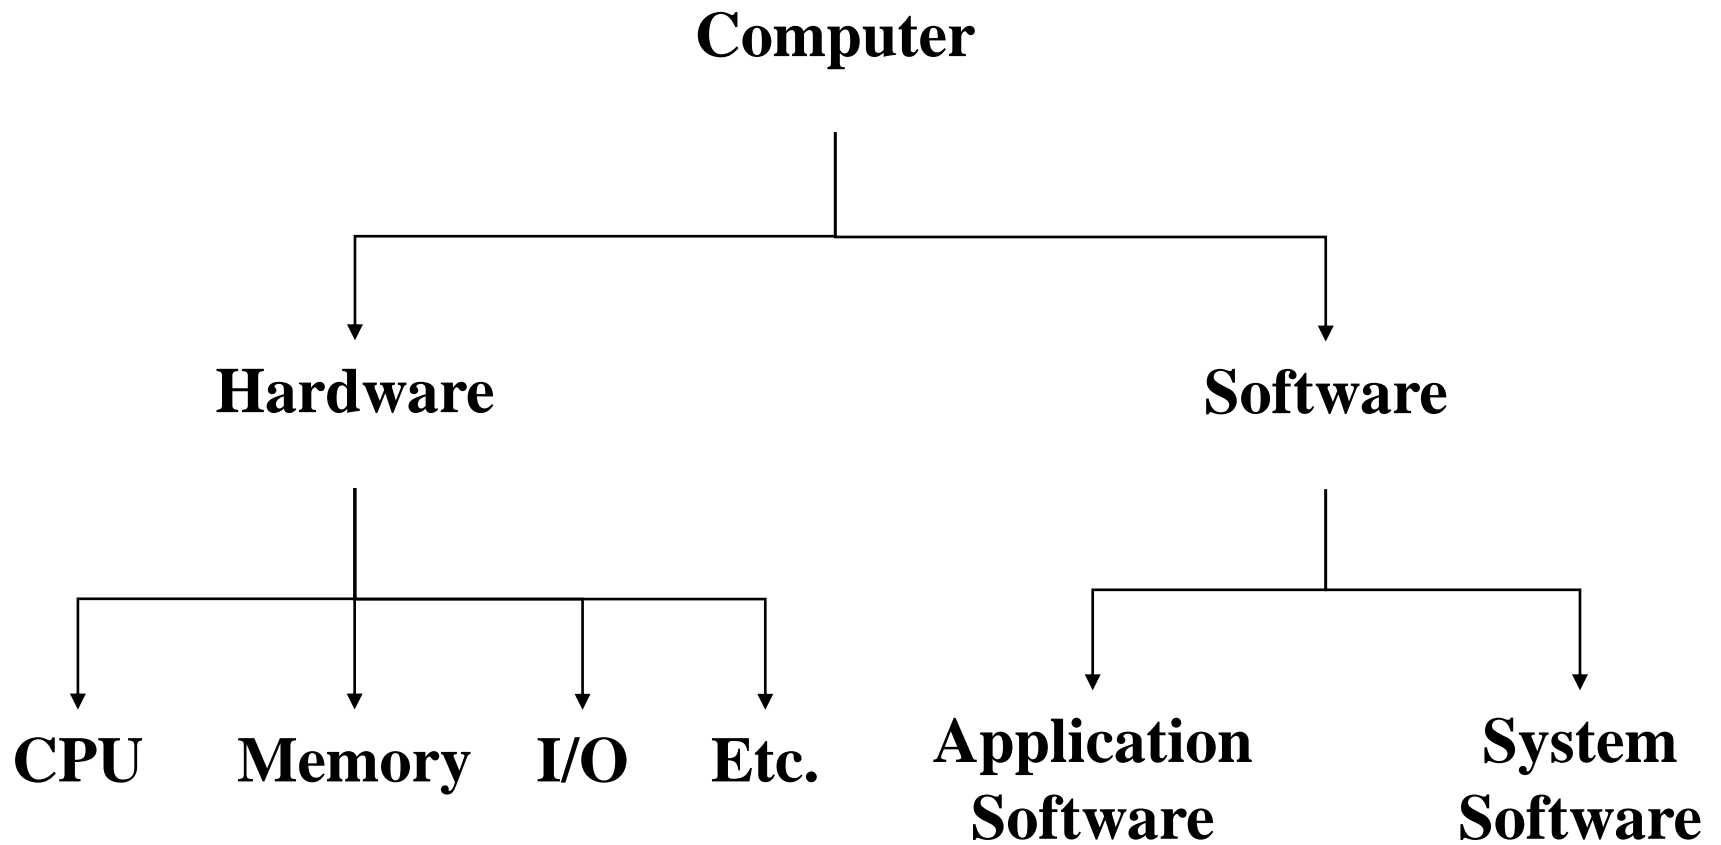 Computer
Hardware
Software
CPU
Memory
I/O
Etc.
Application
Software
System
Software